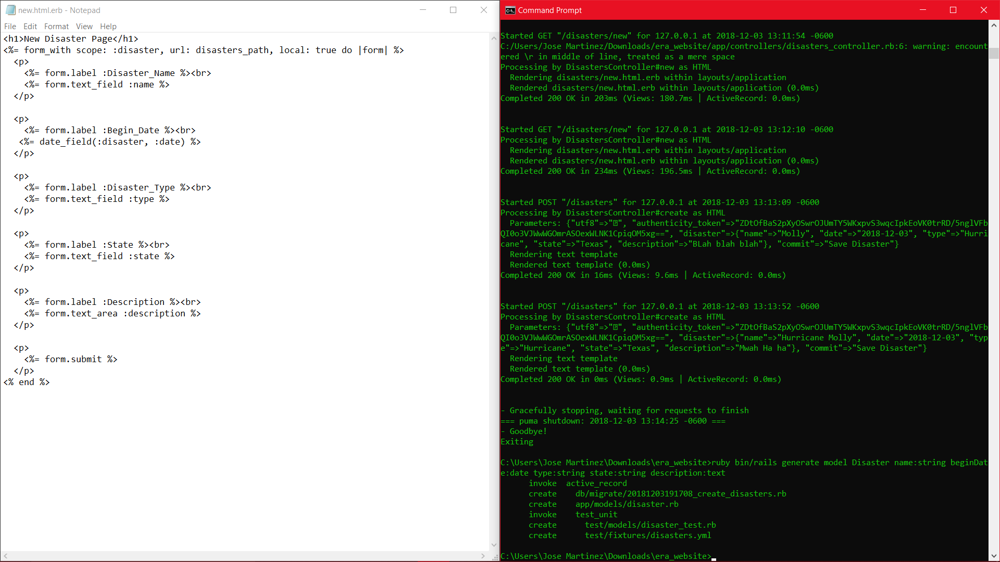 new.html.erb - Notepad
File Edit Format View Help
<h1>New Disaster Page</h1>
<%= form_with scope: :disaster, url: disasters_path, local: true do |form| %>
  <p>
    <%= form.label :Disaster_Name %><br>
    <%= form.text_field :name %>
  </p>

  <p>
    <%= form.label :Begin_Date %><br>
   <%= date_field(:disaster, :date) %>
  </p>

  <p>
    <%= form.label :Disaster_Type %><br>
    <%= form.text_field :type %>
  </p>

  <p>
    <%= form.label :State %><br>
    <%= form.text_field :state %>
  </p>

  <p>
    <%= form.label :Description %><br>
    <%= form.text_area :description %>
  </p>

  <p>
    <%= form.submit %>
  </p>
<% end %>
Command Prompt
Started GET "/disasters/new" for 127.0.0.1 at 2018-12-03 13:11:54 -0600
C:/Users/Jose Martinez/Downloads/era_website/app/controllers/disasters_controller.rb:6: warning: encount
ered \r in middle of line, treated as a mere space
Processing by DisastersController#new as HTML
  Rendering disasters/new.html.erb within layouts/application
  Rendered disasters/new.html.erb within layouts/application (0.0ms)
Completed 200 OK in 203ms (Views: 180.7ms | ActiveRecord: 0.0ms)

Started GET "/disasters/new" for 127.0.0.1 at 2018-12-03 13:12:10 -0600
Processing by DisastersController#new as HTML
  Rendering disasters/new.html.erb within layouts/application
  Rendered disasters/new.html.erb within layouts/application (0.0ms)
Completed 200 OK in 234ms (Views: 196.5ms | ActiveRecord: 0.0ms)

Started POST "/disasters" for 127.0.0.1 at 2018-12-03 13:13:09 -0600
Processing by DisastersController#create as HTML
  Parameters: {"utf8"=>"", "authenticity_token"=>"ZDtOfBaS2pXyOSwrOJUmTY5WKxpvS3wqcIpkEoVK0trRD/5nglVFb
QI0o3VJWwWGOmrASOexWLNK1CpiqOM5xg==", "disaster"=>{"name"=>"Molly", "date"=>"2018-12-03", "type"=>"Hurri
cane", "state"=>"Texas", "description"=>"BLah blah blah"}, "commit"=>"Save Disaster"}
  Rendering text template
  Rendered text template (0.0ms)
Completed 200 OK in 16ms (Views: 9.6ms | ActiveRecord: 0.0ms)

Started POST "/disasters" for 127.0.0.1 at 2018-12-03 13:13:52 -0600
Processing by DisastersController#create as HTML
  Parameters: {"utf8"=>"", "authenticity_token"=>"ZDtOfBaS2pXyOSwrOJUmTY5WKxpvS3wqcIpkEoVK0trRD/5nglVFb
QI0o3VJWwWGOmrASOexWLNK1CpiqOM5xg==", "disaster"=>{"name"=>"Hurricane Molly", "date"=>"2018-12-03", "typ
e"=>"Hurricane", "state"=>"Texas", "description"=>"Mwah Ha ha"}, "commit"=>"Save Disaster"}
  Rendering text template
  Rendered text template (0.0ms)
Completed 200 OK in 0ms (Views: 0.9ms | ActiveRecord: 0.0ms)

- Gracefully stopping, waiting for requests to finish
=== puma shutdown: 2018-12-03 13:14:25 -0600 ===
- Goodbye!
Exiting

C:\Users\Jose Martinez\Downloads\era_website>ruby bin/rails generate model Disaster name:string beginDat
e:date type:string state:string description:text
      invoke  active_record
      create    db/migrate/20181203191708_create_disasters.rb
      create    app/models/disaster.rb
      invoke    test_unit
      create      test/models/disaster_test.rb
      create      test/fixtures/disasters.yml

C:\Users\Jose Martinez\Downloads\era_website>